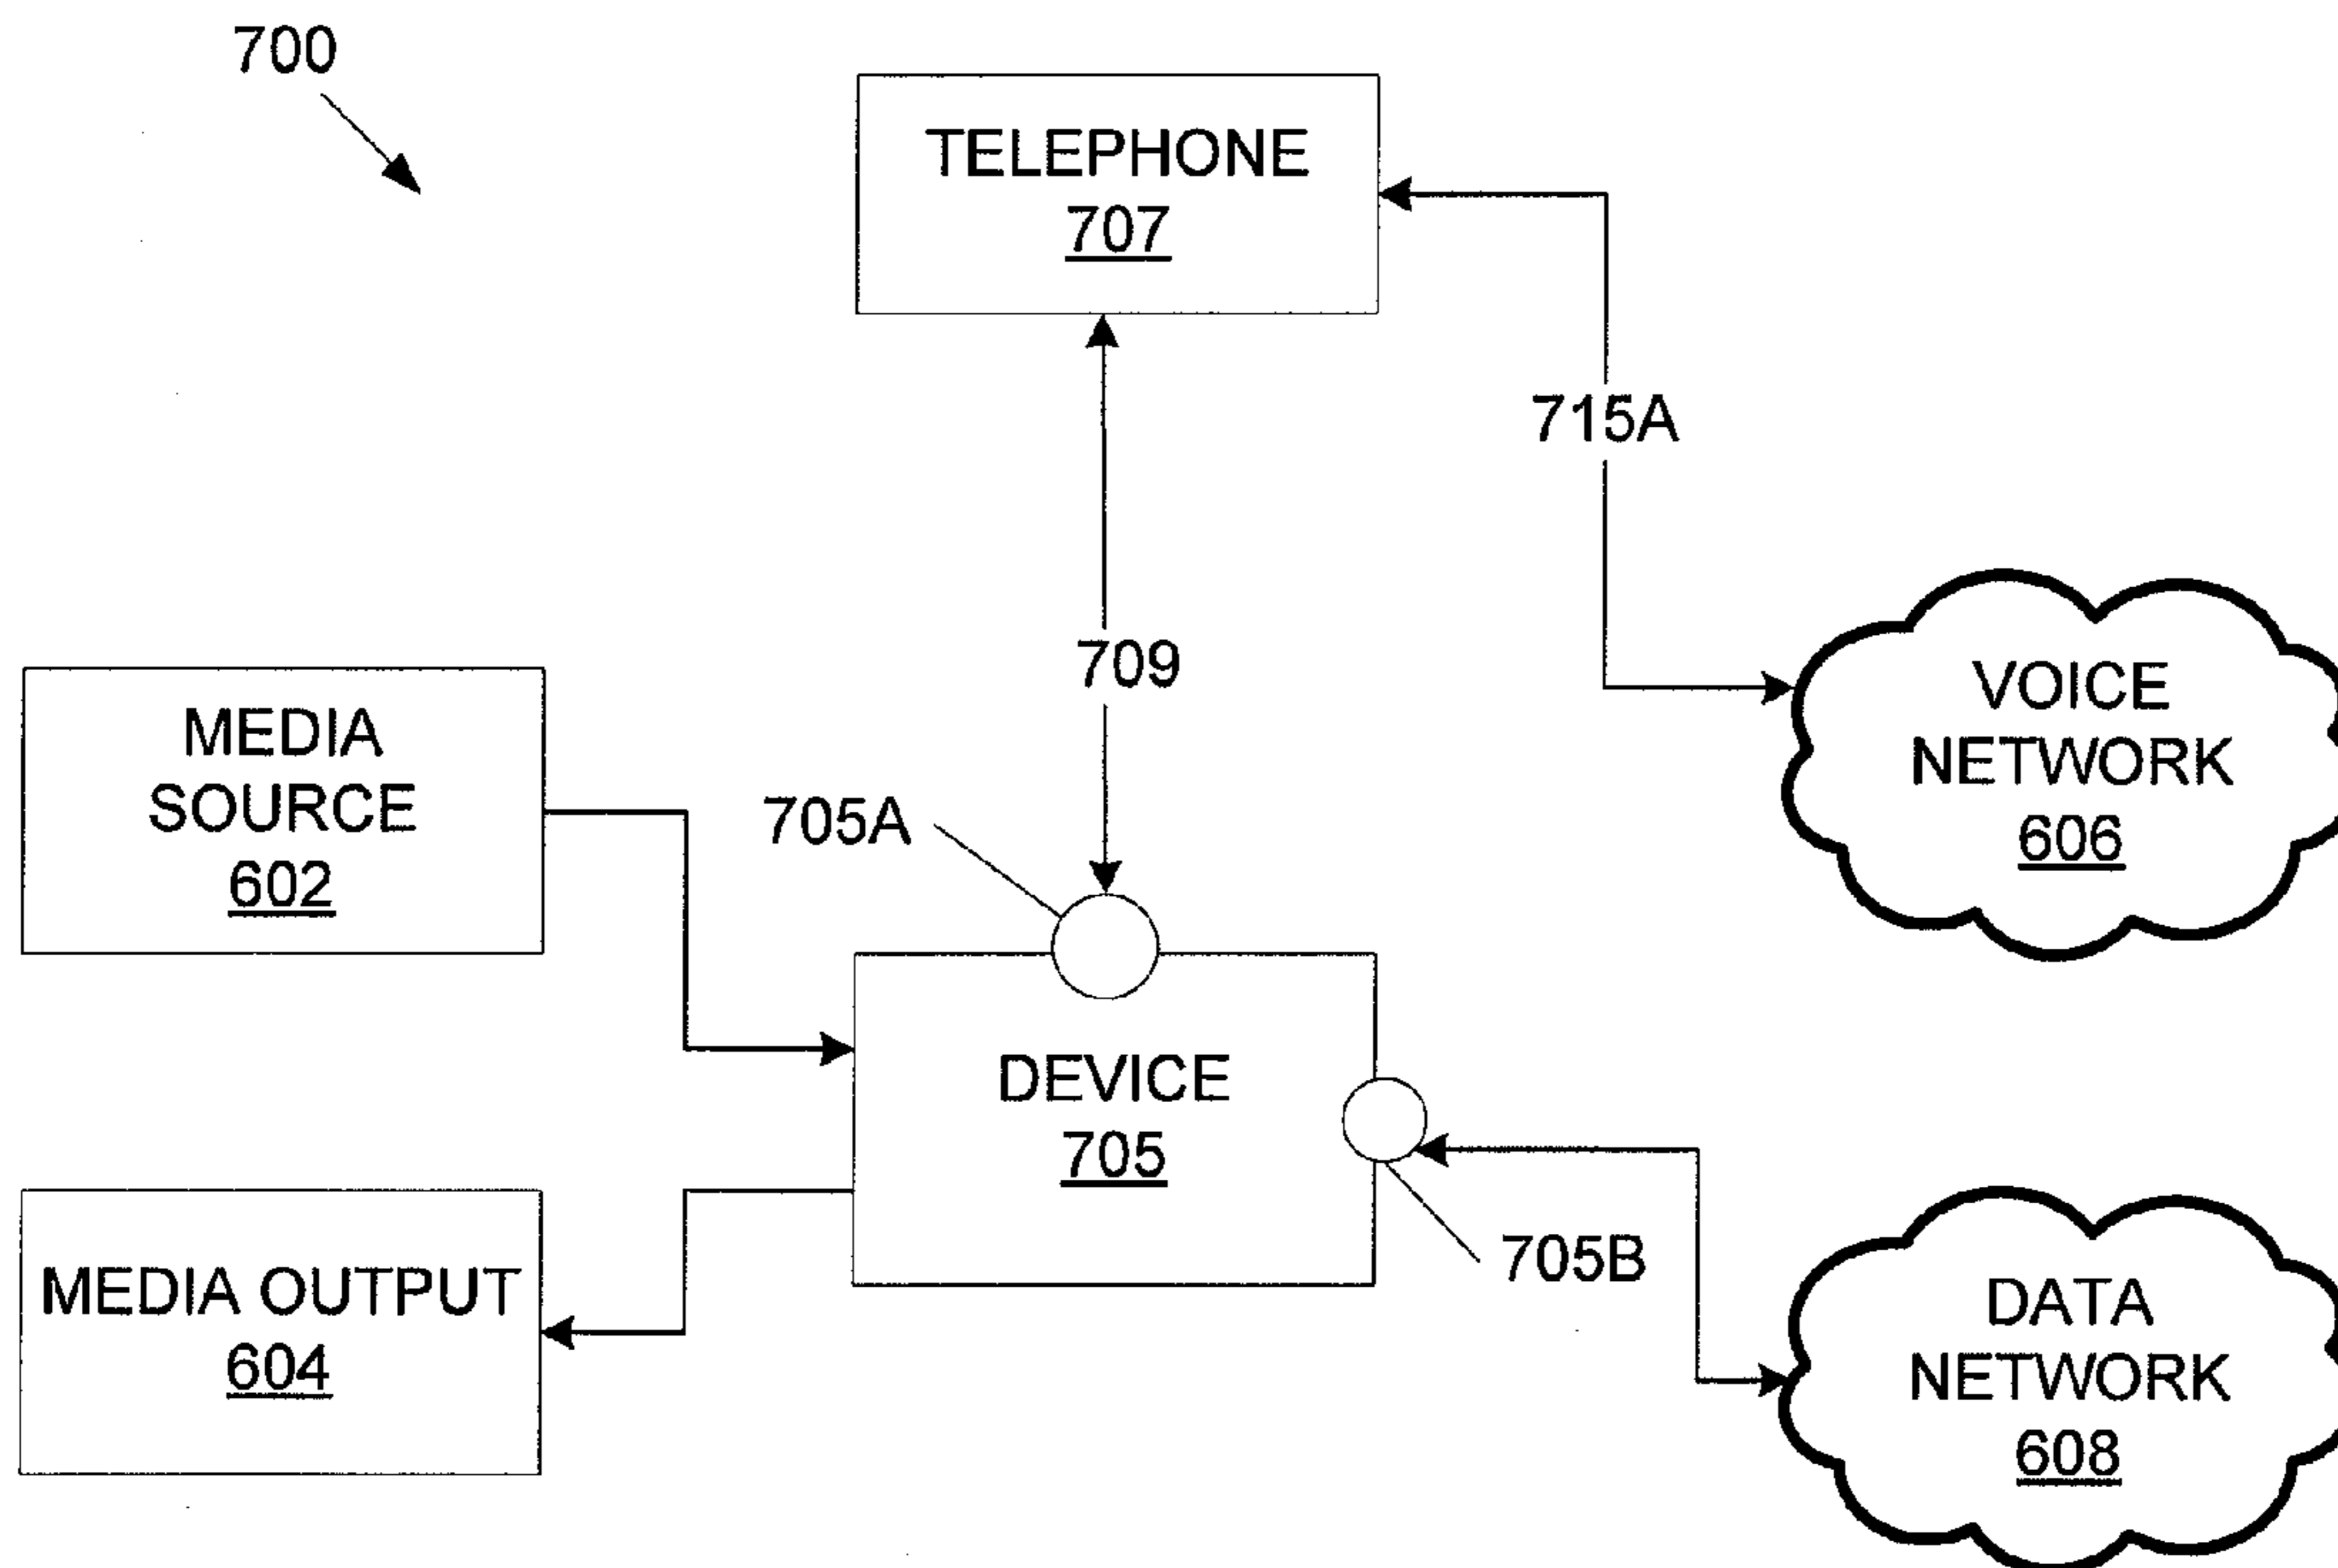 700
TELEPHONE
707
715A
709
MEDIA
SOURCE
602
VOICE
NETWORK
606
705A
DEVICE
705
705B
MEDIA OUTPUT
604
DATA
NETWORK
608